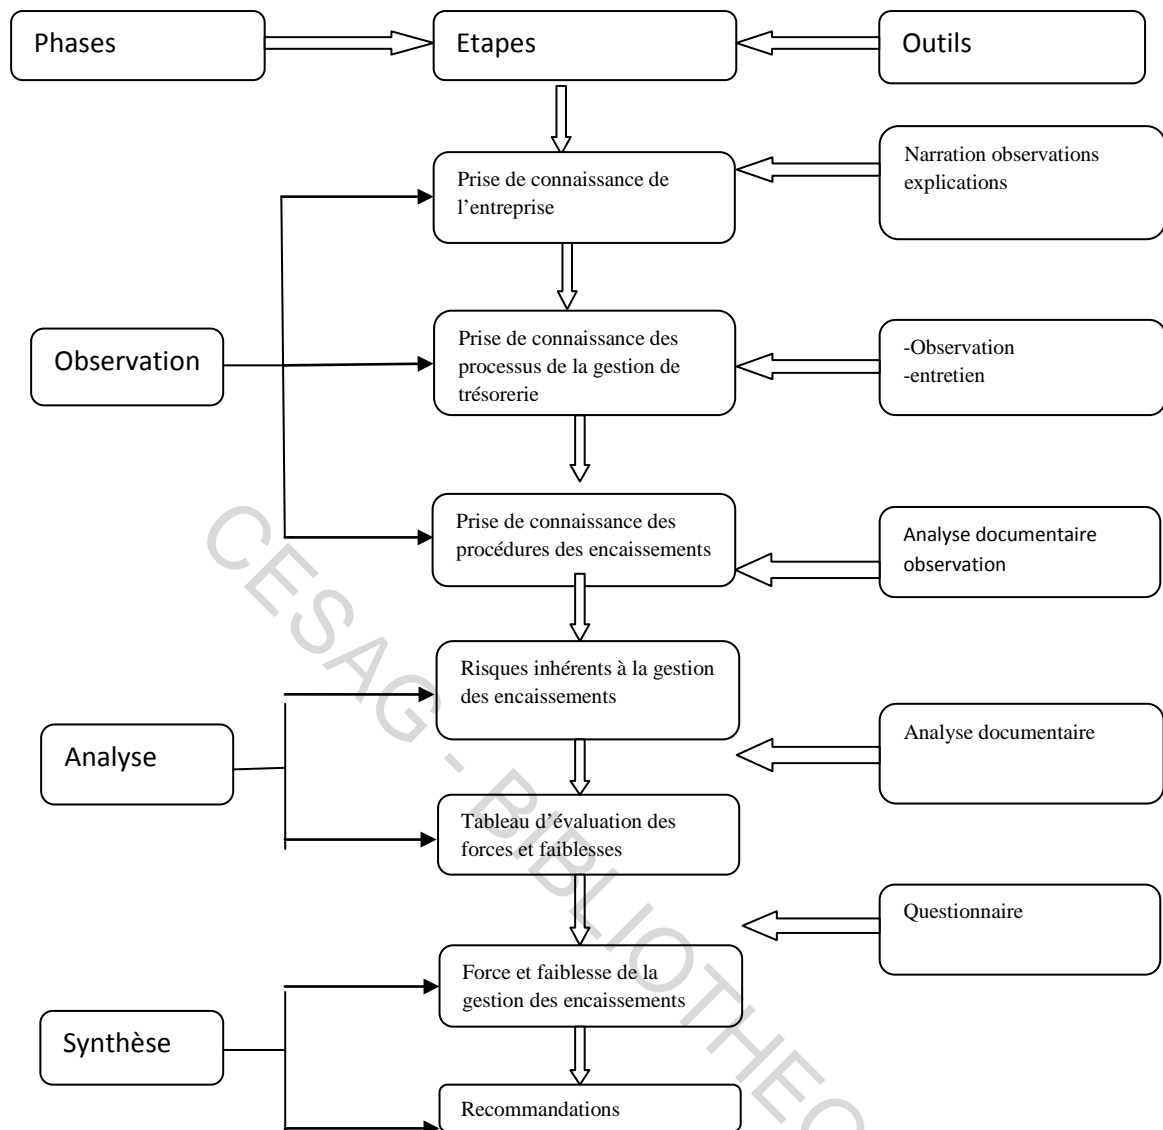 Phases
Etapes
Outils
Narration observations
explications
Prise de connaissance de
l’entreprise
Observation
Prise de connaissance des
processus de la gestion de
trésorerie
-Observation
-entretien
Prise de connaissance des
procédures des encaissements
Analyse documentaire
observation
Risques inhérents à la gestion
des encaissements
Analyse
Analyse documentaire
Tableau d’évaluation des
forces et faiblesses
Questionnaire
Force et faiblesse de la
gestion des encaissements
Synthèse
Recommandations
CESAG - BIBLIOTHEQ